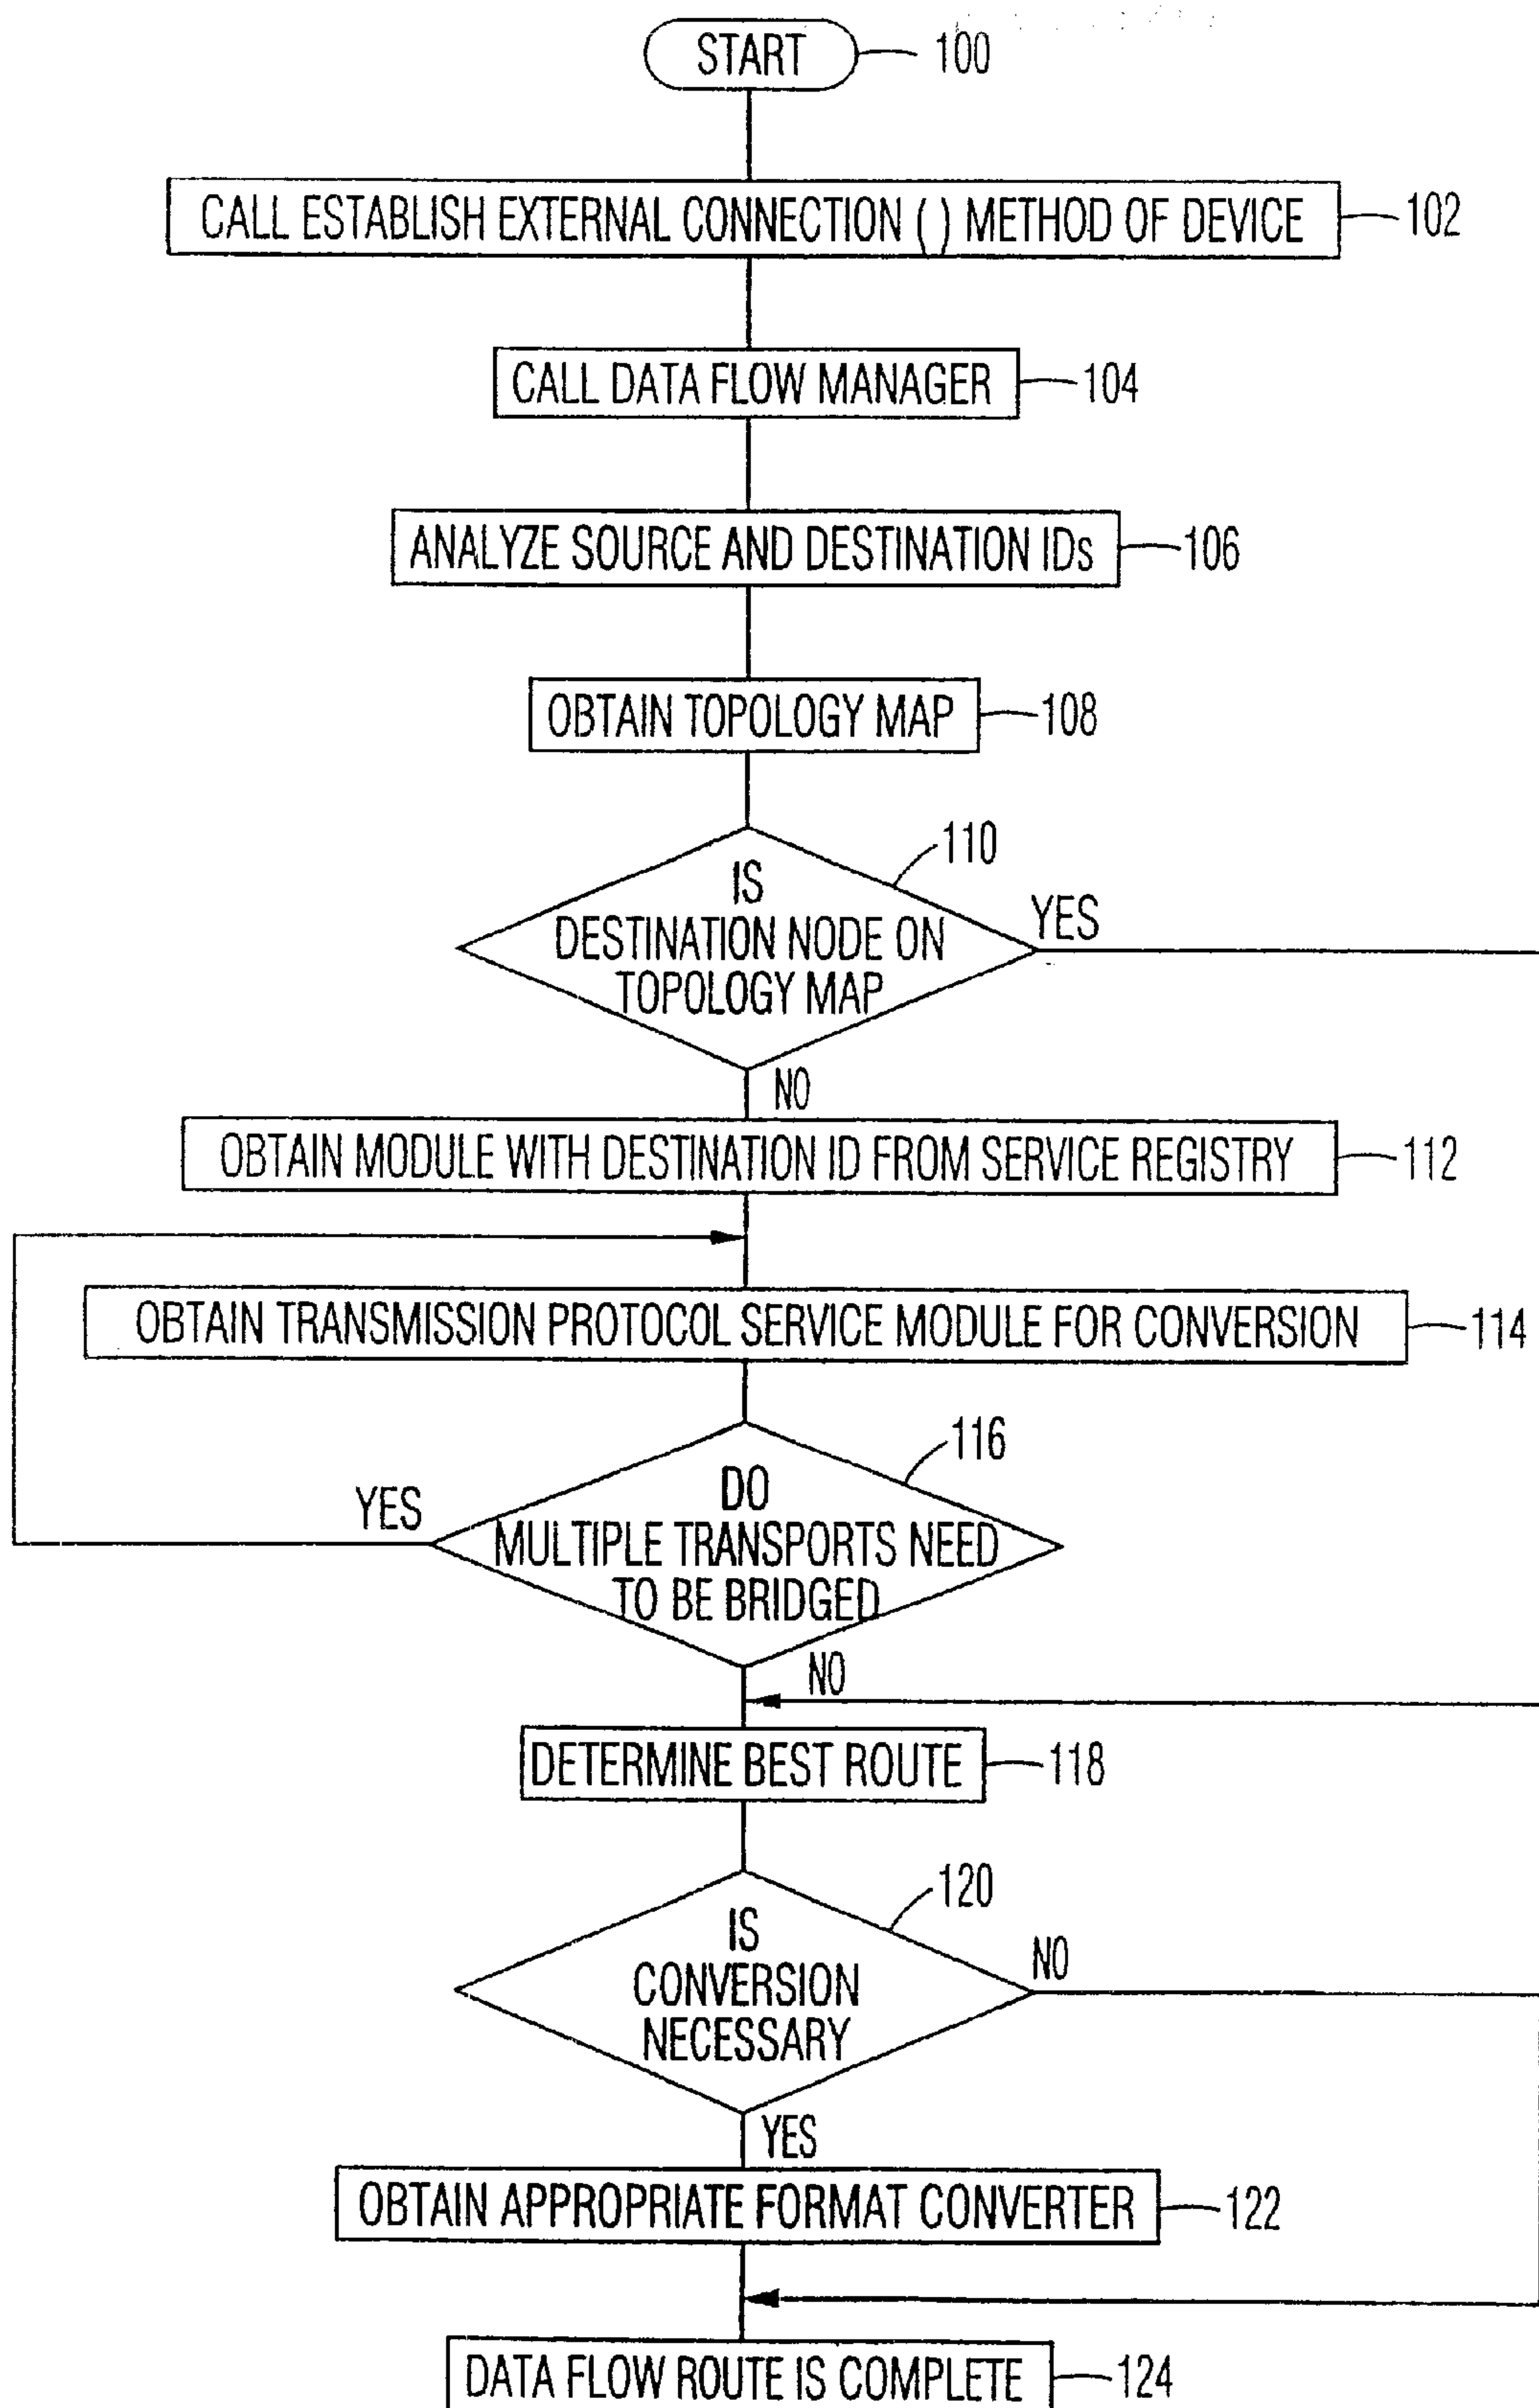 START 100
CALL ESTABLISH EXTERNAL CONNECTION ( ) METHOD OF DEVICE 102
CALL DATA FLOW MANAGER 104
ANALYZE SOURCE AND DESTINATION IDs 106
OBTAIN TOPOLOGY MAP 108
110
IS
DESTINATION NODE ON
TOPOLOGY MAP
YES
NO
OBTAIN MODULE WITH DESTINATION ID FROM SERVICE REGISTRY 112
OBTAIN TRANSMISSION PROTOCOL SERVICE MODULE FOR CONVERSION 114
116
DO
MULTIPLE TRANSPORTS NEED
TO BE BRIDGED
YES
NO
DETERMINE BEST ROUTE 118
120
IS
CONVERSION
NECESSARY
NO
YES
OBTAIN APPROPRIATE FORMAT CONVERTER 122
DATA FLOW ROUTE IS COMPLETE 124